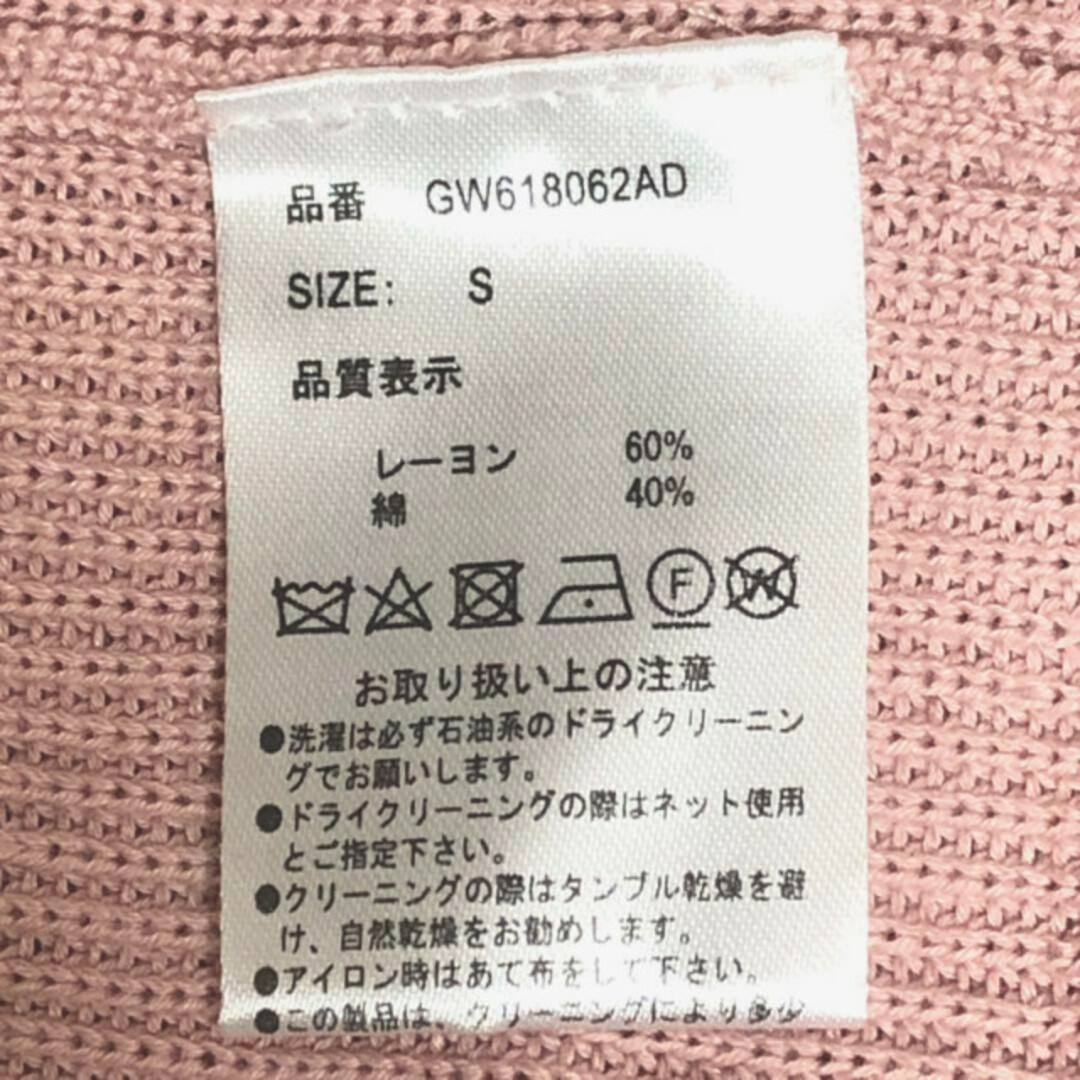 品番 GW618062AD
SIZE: S
品質表示
レーヨン 60%
綿 40%
F W
お取り扱い上の注意
●洗濯は必ず石油系のドライクリーニン
グでお願いします。
●ドライクリーニングの際はネット使用
とご指定下さい。
●クリーニングの際はタンブル乾燥を避
け、自然乾燥をお勧めします。
●アイロン時はあて布をして下さい。
●この製品は、クリーニングにより多少